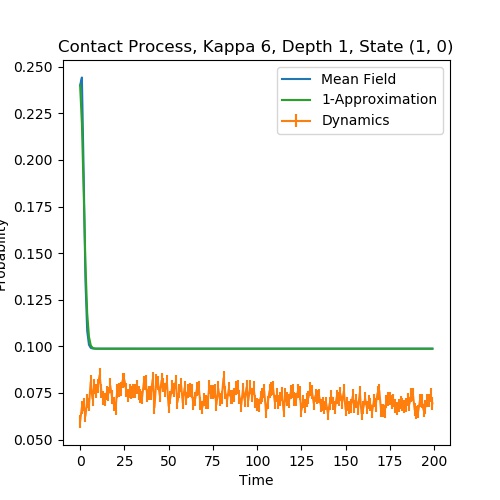 Contact Process, Kappa 6, Depth 1, State (1, 0)
0.250
0.225
0.200
0.175
0.150
0.125
0.100
0.075
0.050
Mean Field
1-Approximation
Dynamics
0 25 50 75 100 125 150 175 200
Time